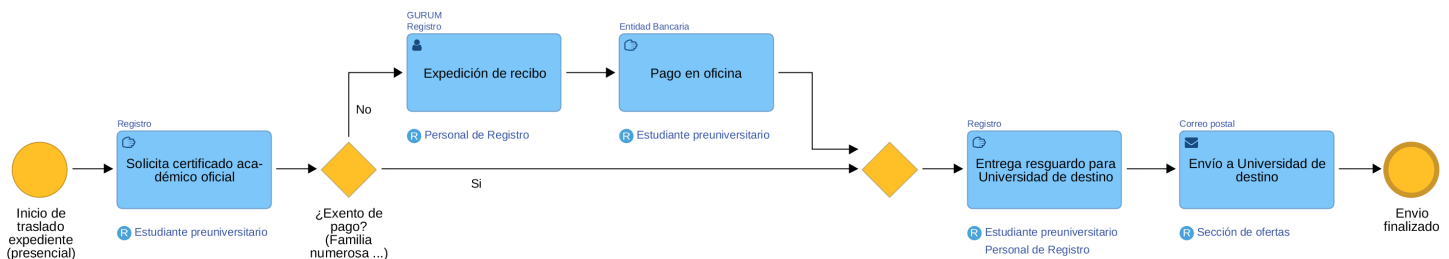 GURUM
Registro
Expedición de recibo
R Personal de Registro
Entidad Bancaria
Pago en oficina
R Estudiante preuniversitario
No
Registro
Solicita certificado aca-
démico oficial
R Estudiante preuniversitario
Inicio de
traslado
expediente
(presencial)
¿Exento de
pago?
(Familia
numerosa ...)
Si
Registro
Entrega resguardo para
Universidad de destino
R Estudiante preuniversitario
Personal de Registro
Correo postal
Envío a Universidad de
destino
R Sección de ofertas
Envio
finalizado